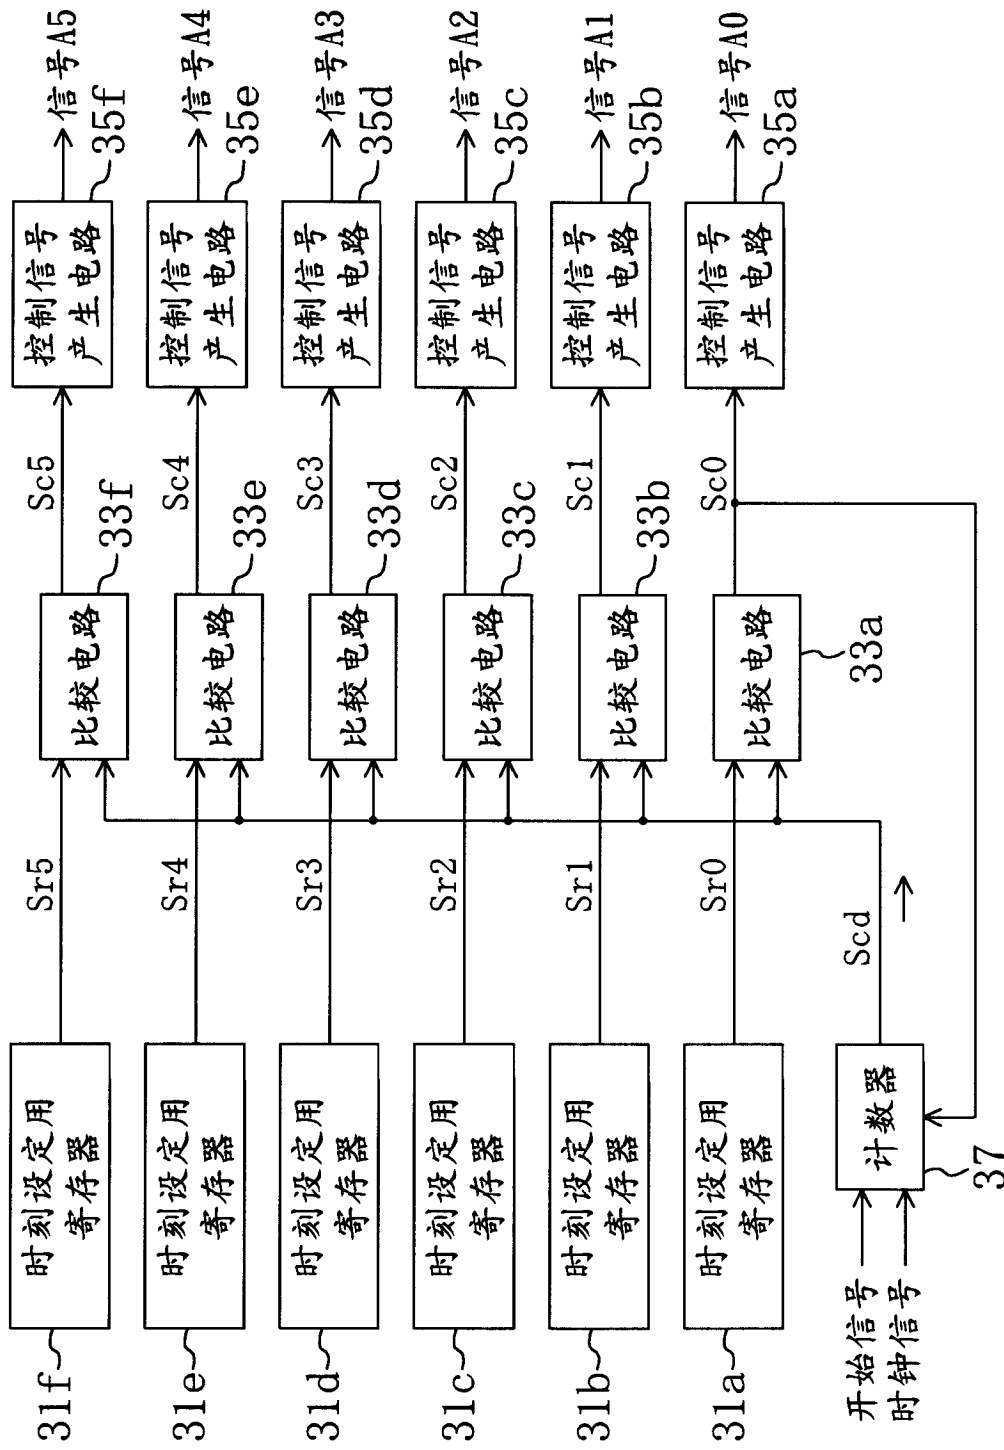 31f
时刻设定用
寄存器
Sr5
比较电路
33f
Sc5
控制信号
产生电路
35f
信号A5
31e
时刻设定用
寄存器
Sr4
比较电路
33e
Sc4
控制信号
产生电路
35e
信号A4
31d
时刻设定用
寄存器
Sr3
比较电路
33d
Sc3
控制信号
产生电路
35d
信号A3
31c
时刻设定用
寄存器
Sr2
比较电路
33c
Sc2
控制信号
产生电路
35c
信号A2
31b
时刻设定用
寄存器
Sr1
比较电路
33b
Sc1
控制信号
产生电路
35b
信号A1
31a
时刻设定用
寄存器
Sr0
比较电路
33a
Sc0
控制信号
产生电路
35a
信号A0
开始信号
时钟信号
计数器
37
Scd